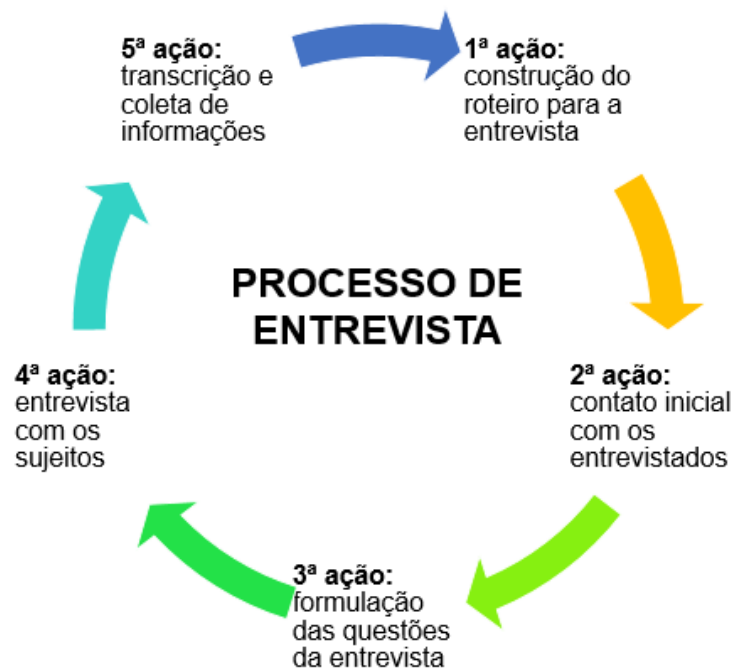 PROCESSO DE
ENTREVISTA
1ª ação:
construção do
roteiro para a
entrevista
2ª ação:
contato inicial
com os
entrevistados
3ª ação:
formulação
das questões
da entrevista
4ª ação:
entrevista
com os
sujeitos
5ª ação:
transcrição e
coleta de
informações